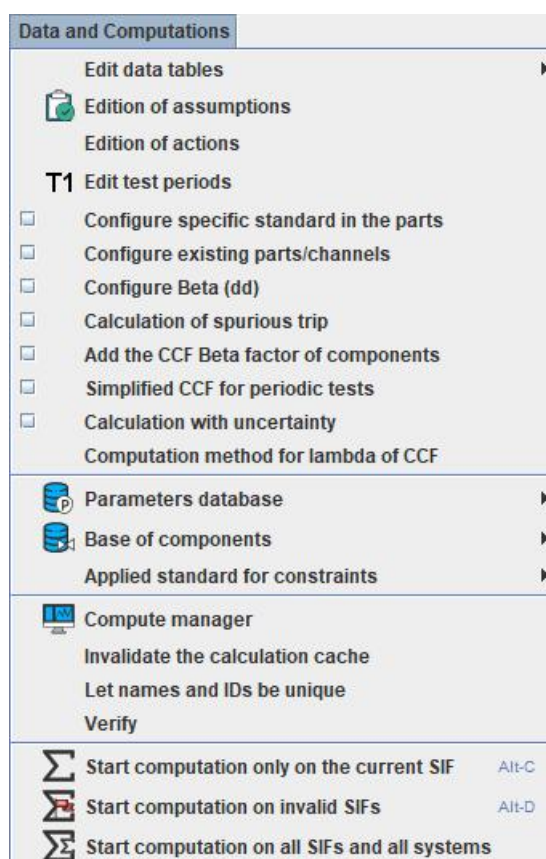 Data and Computations
Edit data tables
Edition of assumptions
Edition of actions
T1 Edit test periods
Configure specific standard in the parts
Configure existing parts/channels
Configure Beta (dd)
Calculation of spurious trip
Add the CCF Beta factor of components
Simplified CCF for periodic tests
Calculation with uncertainty
Computation method for lambda of CCF
P Parameters database
Base of components
Applied standard for constraints
Compute manager
Invalidate the calculation cache
Let names and IDs be unique
Verify
Σ Start computation only on the current SIF Alt-C
Σ Start computation on invalid SIFs Alt-D
ΣΣ Start computation on all SIFs and all systems